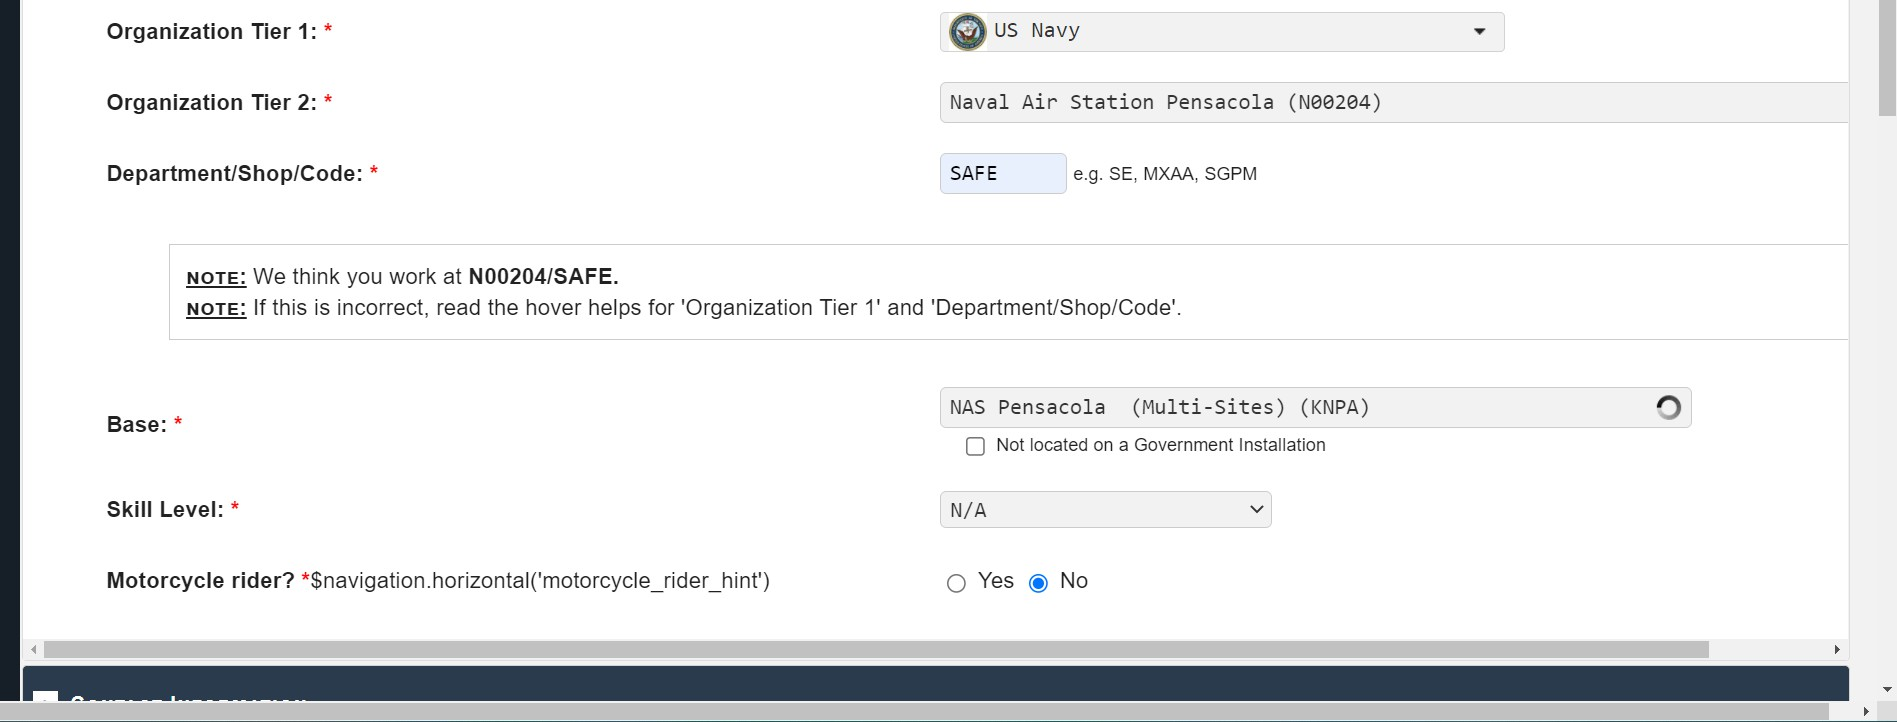 Organization Tier 1: *
US Navy
Organization Tier 2: *
Naval Air Station Pensacola (N00204)
Department/Shop/Code: *
SAFE e.g. SE, MXAA, SGPM
NOTE: We think you work at N00204/SAFE.
NOTE: If this is incorrect, read the hover helps for 'Organization Tier 1' and 'Department/Shop/Code'.
Base: *
NAS Pensacola (Multi-Sites) (KNPA)
Not located on a Government Installation
Skill Level: *
N/A
Motorcycle rider? *$navigation.horizontal('motorcycle_rider_hint')
Yes No